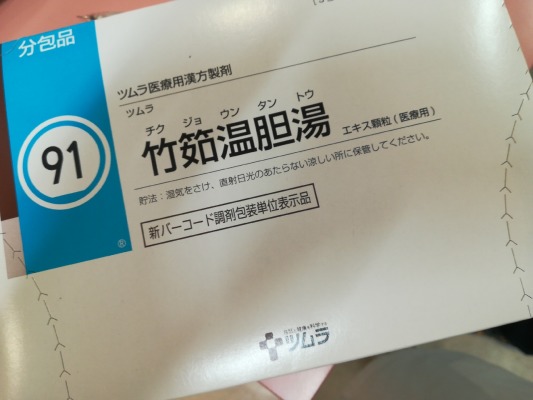 分包品
ツムラ医療用漢方製剤
ツムラ
チク ジョ ウン タン トウ
91
竹茹温胆湯 エキス顆粒(医療用)
貯法:湿気をさけ、直射日光のあたらない涼しい所に保管してください。
新バーコード調剤包装単位表示品
®
ツムラ